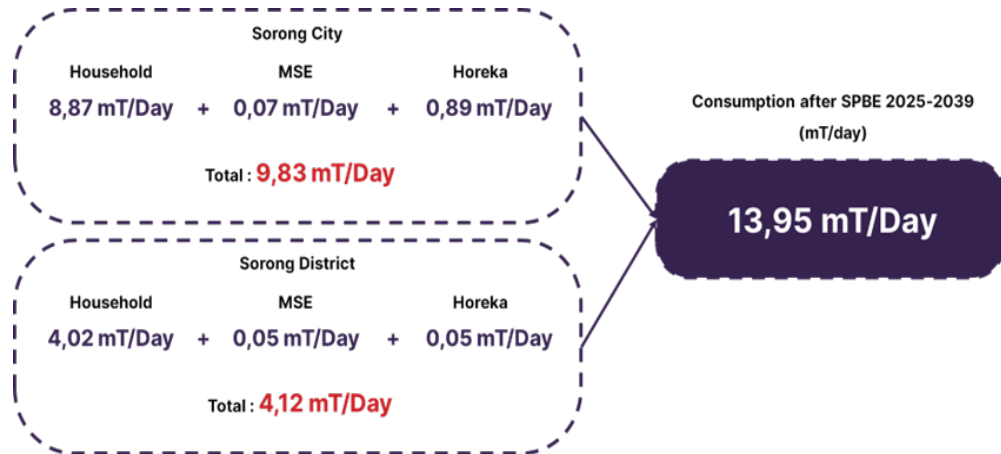 Sorong City
Household MSE Horeka
8,87 mT/Day + 0,07 mT/Day + 0,89 mT/Day
Total : 9,83 mT/Day
Sorong District
Household MSE Horeka
4,02 mT/Day + 0,05 mT/Day + 0,05 mT/Day
Total : 4,12 mT/Day
Consumption after SPBE 2025-2039
(mT/day)
13,95 mT/Day